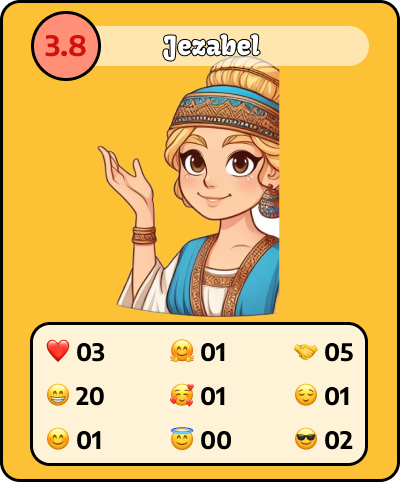 3.8 Jezabel
❤️ 03 🤗 01 🤝 05
😁 20 🥰 01 😌 01
😊 01 😇 00 😎 02